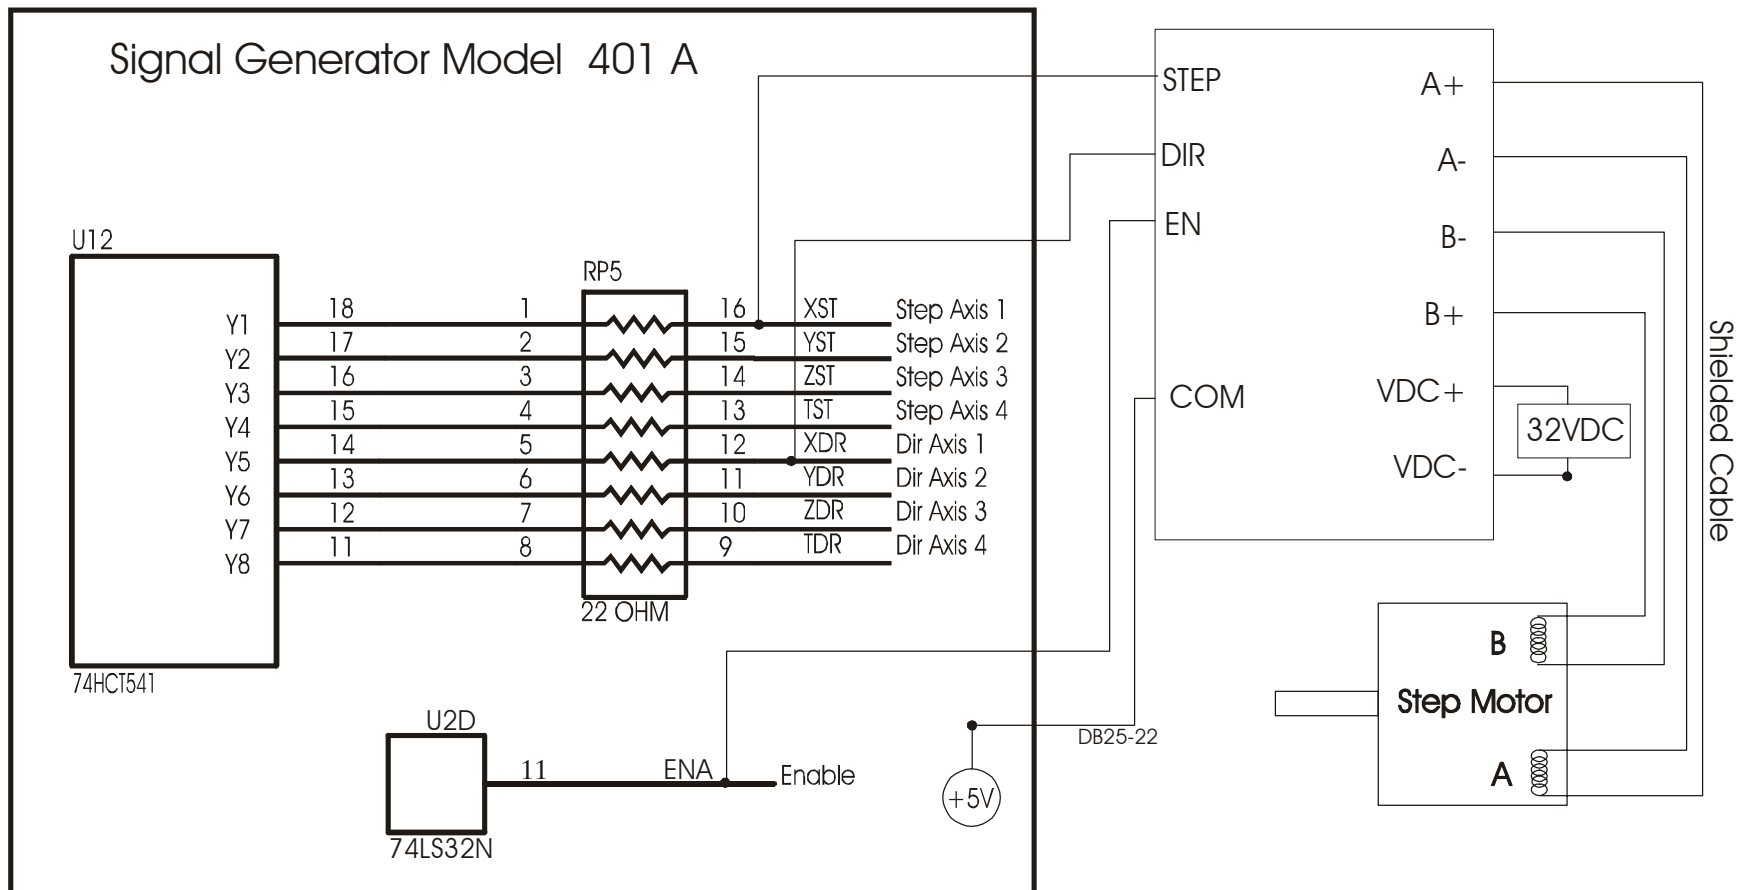 Signal Generator Model 401 A
U12
Y1
Y2
Y3
Y4
Y5
Y6
Y7
Y8
74HCT541
18
17
16
15
14
13
12
11
1
2
3
4
5
6
7
8
RP5
22 OHM
16 XST Step Axis 1
15 YST Step Axis 2
14 ZST Step Axis 3
13 TST Step Axis 4
12 XDR Dir Axis 1
11 YDR Dir Axis 2
10 ZDR Dir Axis 3
9 TDR Dir Axis 4
U2D
74LS32N
11 ENA Enable
+5V
DB25-22
STEP
DIR
EN
COM
A+
A-
B-
B+
VDC+
VDC-
32VDC
Shielded Cable
B
Step Motor
A